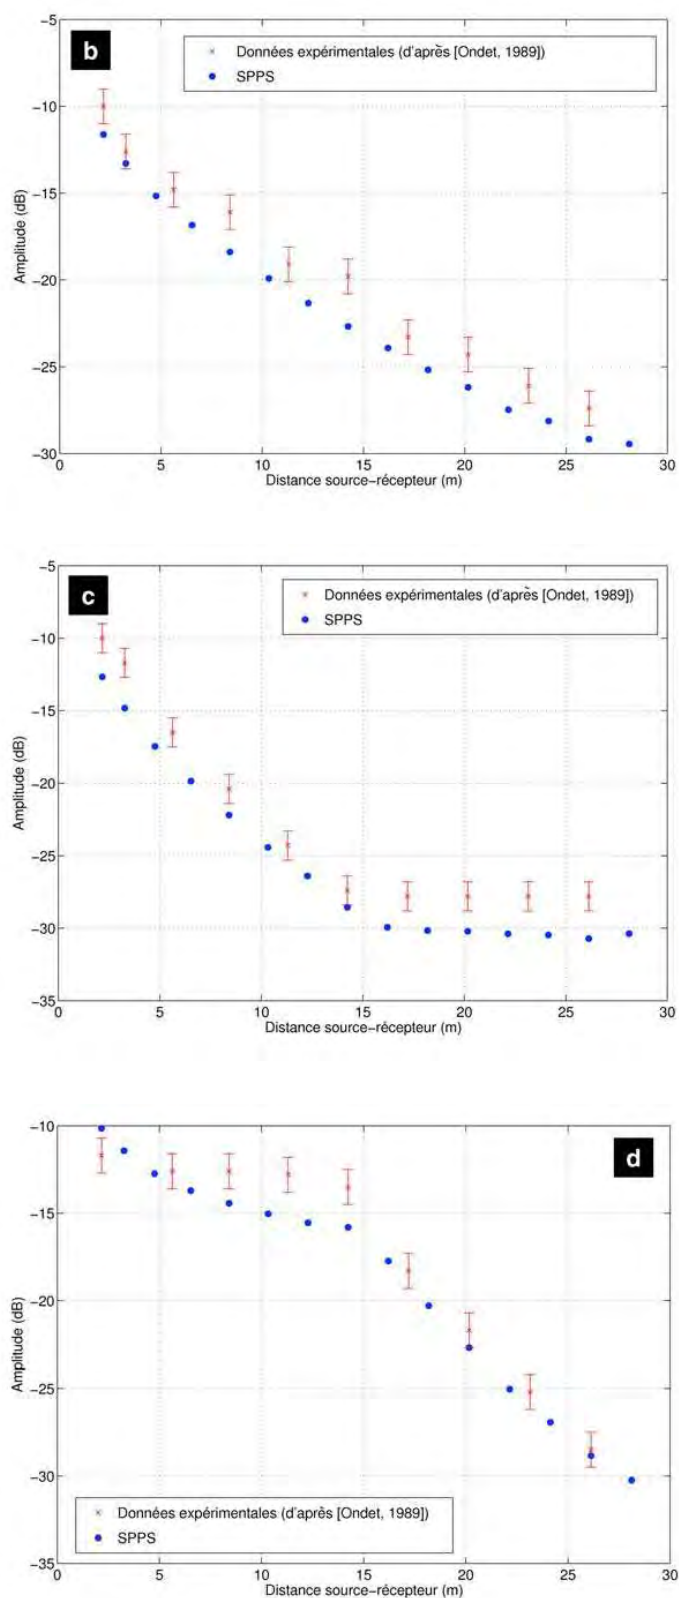 b
Données expérimentales (d'après [Ondet, 1989])
SPPS
Amplitude (dB)
−5
−10
−15
−20
−25
−30
0 5 10 15 20 25 30
Distance source−récepteur (m)
c
Données expérimentales (d'après [Ondet, 1989])
SPPS
Amplitude (dB)
−5
−10
−15
−20
−25
−30
−35
0 5 10 15 20 25 30
Distance source−récepteur (m)
d
Amplitude (dB)
−10
−15
−20
−25
−30
−35
Données expérimentales (d'après [Ondet, 1989])
SPPS
0 5 10 15 20 25 30
Distance source−récepteur (m)